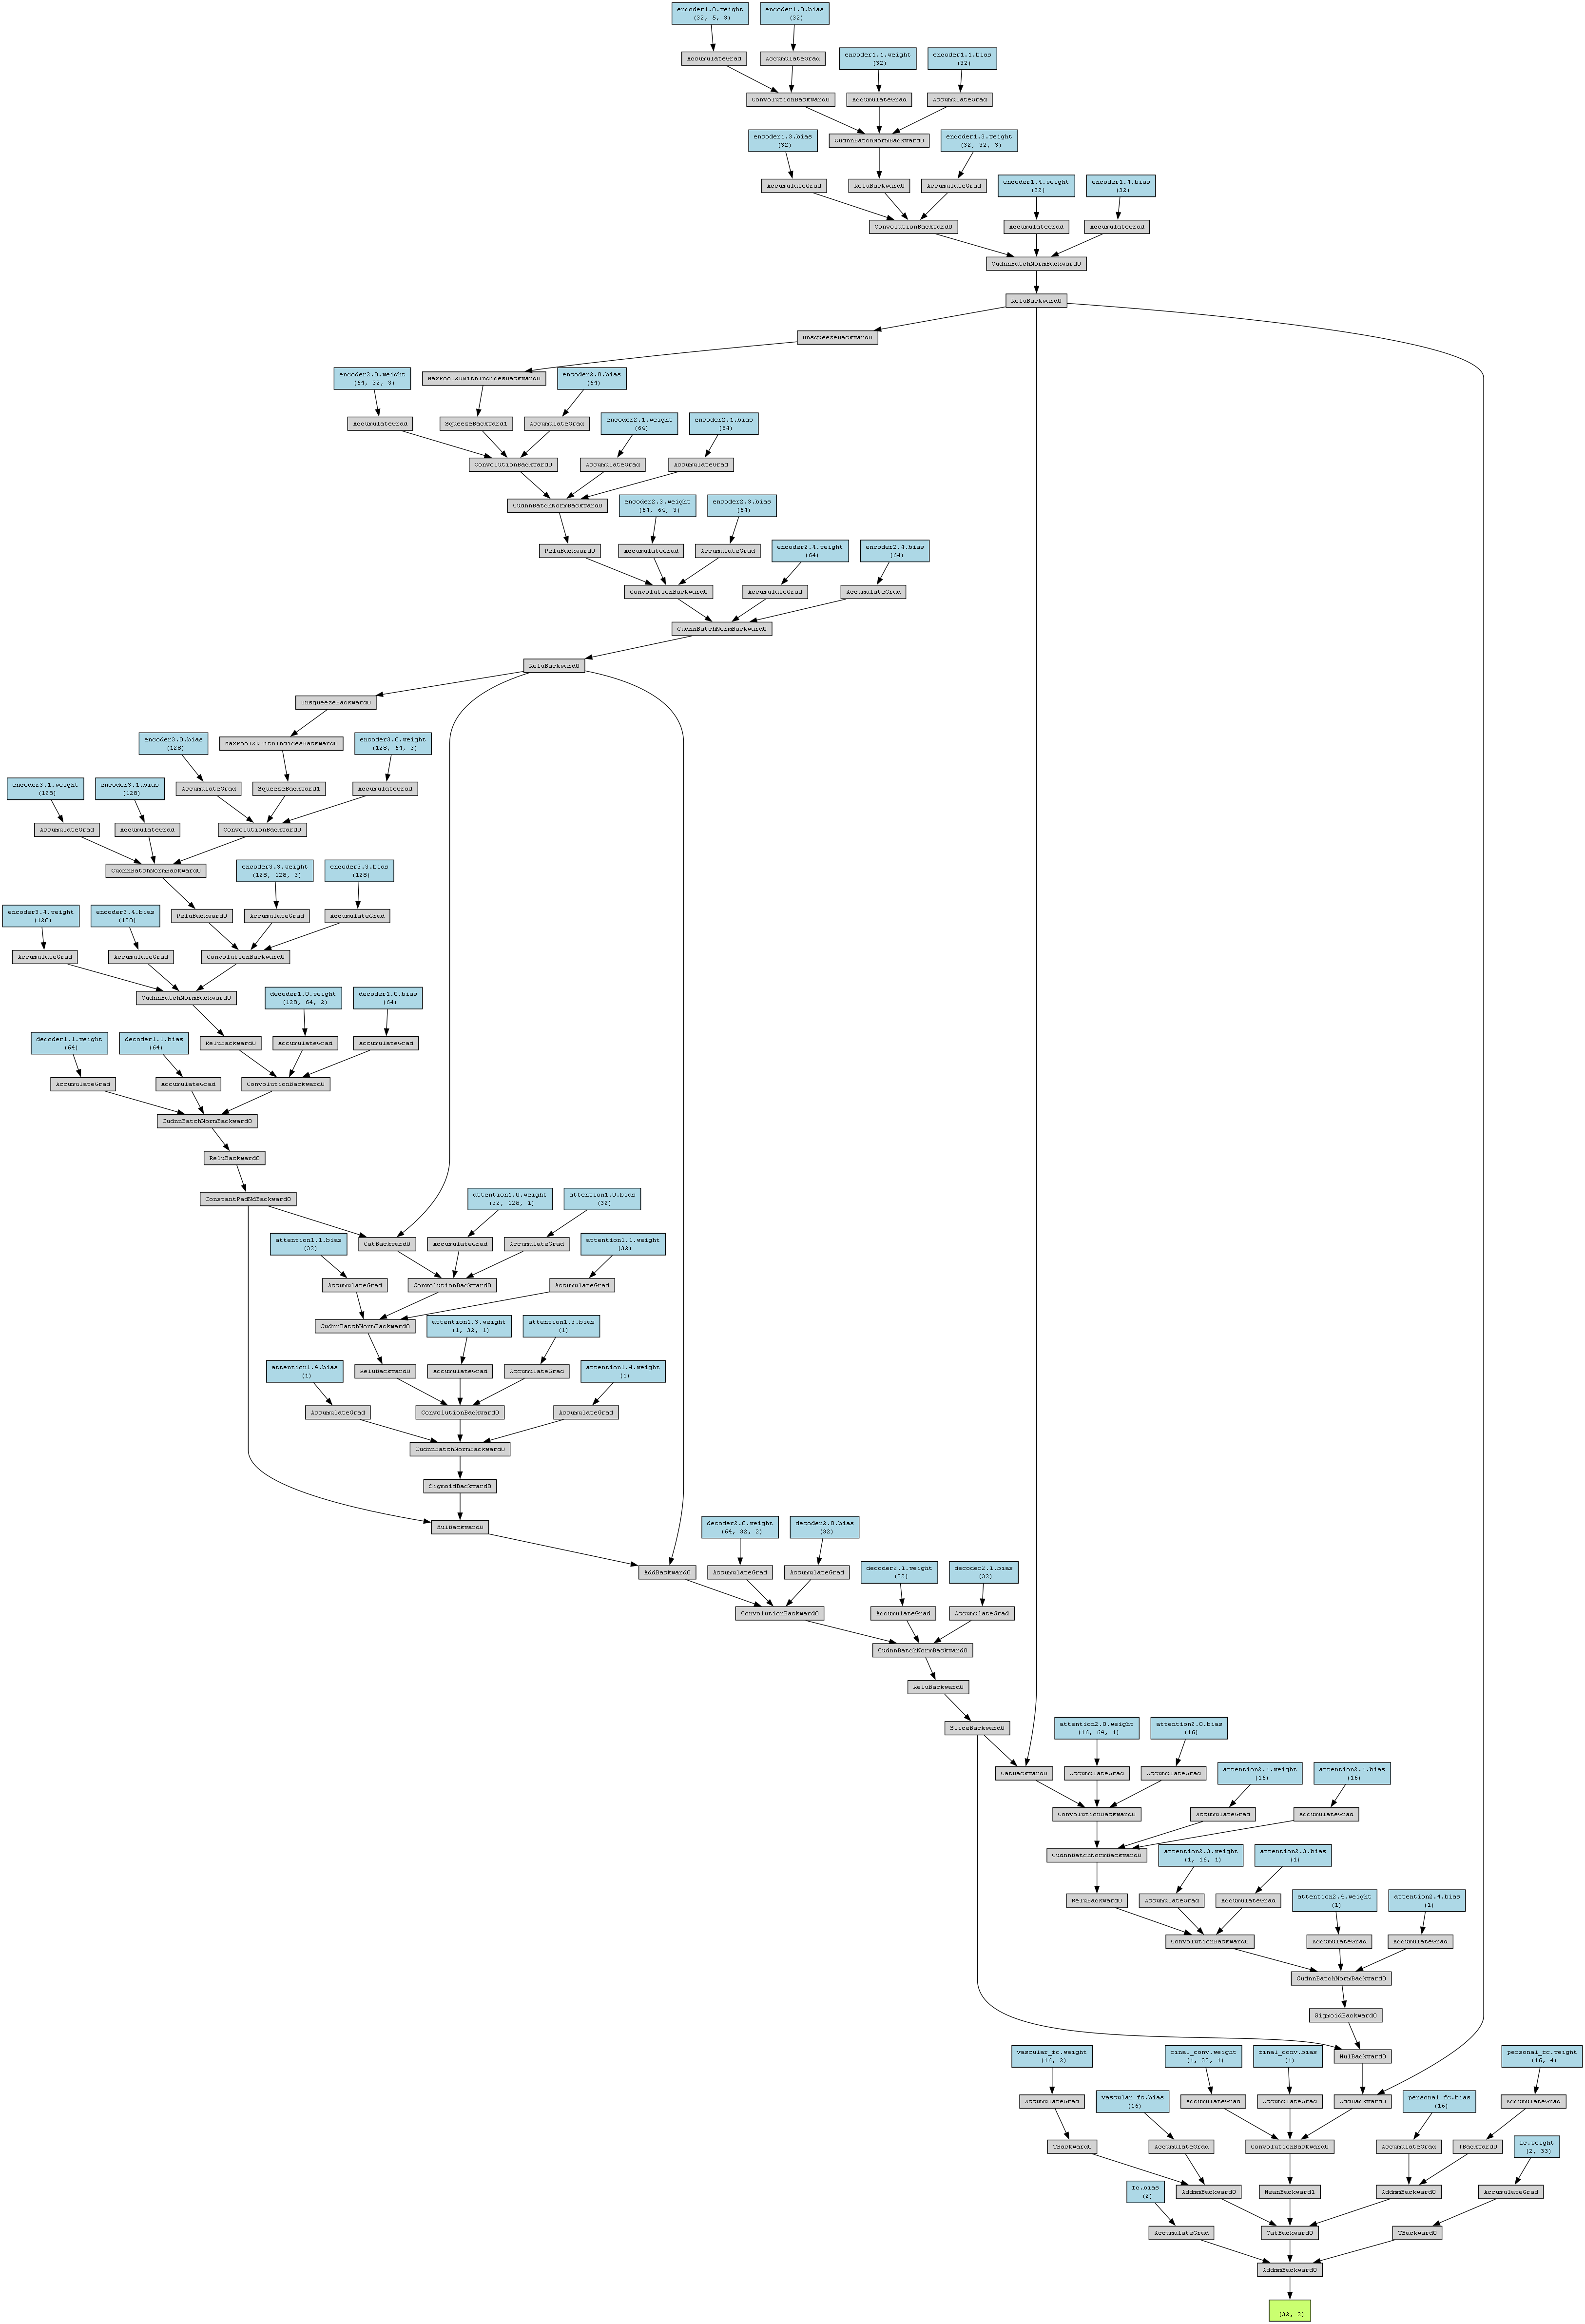 encoder1.0.weight
(32, 5, 3)
encoder1.0.bias
(32)
AccumulateGrad
AccumulateGrad
encoder1.1.weight
(32)
encoder1.1.bias
(32)
ConvolutionBackward0
AccumulateGrad
AccumulateGrad
encoder1.3.bias
(32)
CudnnBatchNormBackward0
encoder1.3.weight
(32, 32, 3)
AccumulateGrad
ReluBackward0
AccumulateGrad
encoder1.4.weight
(32)
encoder1.4.bias
(32)
ConvolutionBackward0
AccumulateGrad
AccumulateGrad
CudnnBatchNormBackward0
ReluBackward0
UnsqueezeBackward0
encoder2.0.weight
(64, 32, 3)
MaxPool2DWithIndicesBackward0
encoder2.0.bias
(64)
AccumulateGrad
SqueezeBackward1
AccumulateGrad
encoder2.1.weight
(64)
encoder2.1.bias
(64)
ConvolutionBackward0
AccumulateGrad
AccumulateGrad
CudnnBatchNormBackward0
encoder2.3.weight
(64, 64, 3)
encoder2.3.bias
(64)
ReluBackward0
AccumulateGrad
AccumulateGrad
encoder2.4.weight
(64)
encoder2.4.bias
(64)
ConvolutionBackward0
AccumulateGrad
AccumulateGrad
CudnnBatchNormBackward0
ReluBackward0
UnsqueezeBackward0
encoder3.0.bias
(128)
MaxPool2DWithIndicesBackward0
encoder3.0.weight
(128, 64, 3)
encoder3.1.weight
(128)
encoder3.1.bias
(128)
AccumulateGrad
SqueezeBackward1
AccumulateGrad
AccumulateGrad
AccumulateGrad
ConvolutionBackward0
CudnnBatchNormBackward0
encoder3.3.weight
(128, 128, 3)
encoder3.3.bias
(128)
encoder3.4.weight
(128)
encoder3.4.bias
(128)
ReluBackward0
AccumulateGrad
AccumulateGrad
AccumulateGrad
AccumulateGrad
ConvolutionBackward0
CudnnBatchNormBackward0
decoder1.0.weight
(128, 64, 2)
decoder1.0.bias
(64)
decoder1.1.weight
(64)
decoder1.1.bias
(64)
ReluBackward0
AccumulateGrad
AccumulateGrad
AccumulateGrad
AccumulateGrad
ConvolutionBackward0
CudnnBatchNormBackward0
ReluBackward0
ConstantPadNdBackward0
attention1.0.weight
(32, 128, 1)
attention1.0.bias
(32)
attention1.1.bias
(32)
CatBackward0
AccumulateGrad
AccumulateGrad
attention1.1.weight
(32)
AccumulateGrad
ConvolutionBackward0
AccumulateGrad
CudnnBatchNormBackward0
attention1.3.weight
(1, 32, 1)
attention1.3.bias
(1)
attention1.4.bias
(1)
ReluBackward0
AccumulateGrad
AccumulateGrad
attention1.4.weight
(1)
AccumulateGrad
ConvolutionBackward0
AccumulateGrad
CudnnBatchNormBackward0
SigmoidBackward0
MulBackward0
decoder2.0.weight
(64, 32, 2)
decoder2.0.bias
(32)
AddBackward0
AccumulateGrad
AccumulateGrad
decoder2.1.weight
(32)
decoder2.1.bias
(32)
ConvolutionBackward0
AccumulateGrad
AccumulateGrad
CudnnBatchNormBackward0
ReluBackward0
SliceBackward0
attention2.0.weight
(16, 64, 1)
attention2.0.bias
(16)
CatBackward0
AccumulateGrad
AccumulateGrad
attention2.1.weight
(16)
attention2.1.bias
(16)
ConvolutionBackward0
AccumulateGrad
AccumulateGrad
CudnnBatchNormBackward0
attention2.3.weight
(1, 16, 1)
attention2.3.bias
(1)
ReluBackward0
AccumulateGrad
AccumulateGrad
attention2.4.weight
(1)
attention2.4.bias
(1)
ConvolutionBackward0
AccumulateGrad
AccumulateGrad
CudnnBatchNormBackward0
SigmoidBackward0
vascular_fc.weight
(16, 2)
final_conv.weight
(1, 32, 1)
final_conv.bias
(1)
MulBackward0
personal_fc.weight
(16, 4)
AccumulateGrad
vascular_fc.bias
(16)
AccumulateGrad
AccumulateGrad
AddBackward0
personal_fc.bias
(16)
AccumulateGrad
TBackward0
AccumulateGrad
ConvolutionBackward0
AccumulateGrad
TBackward0
fc.weight
(2, 33)
fc.bias
(2)
AddmmBackward0
MeanBackward1
AddmmBackward0
AccumulateGrad
AccumulateGrad
CatBackward0
TBackward0
AddmmBackward0
(32, 2)